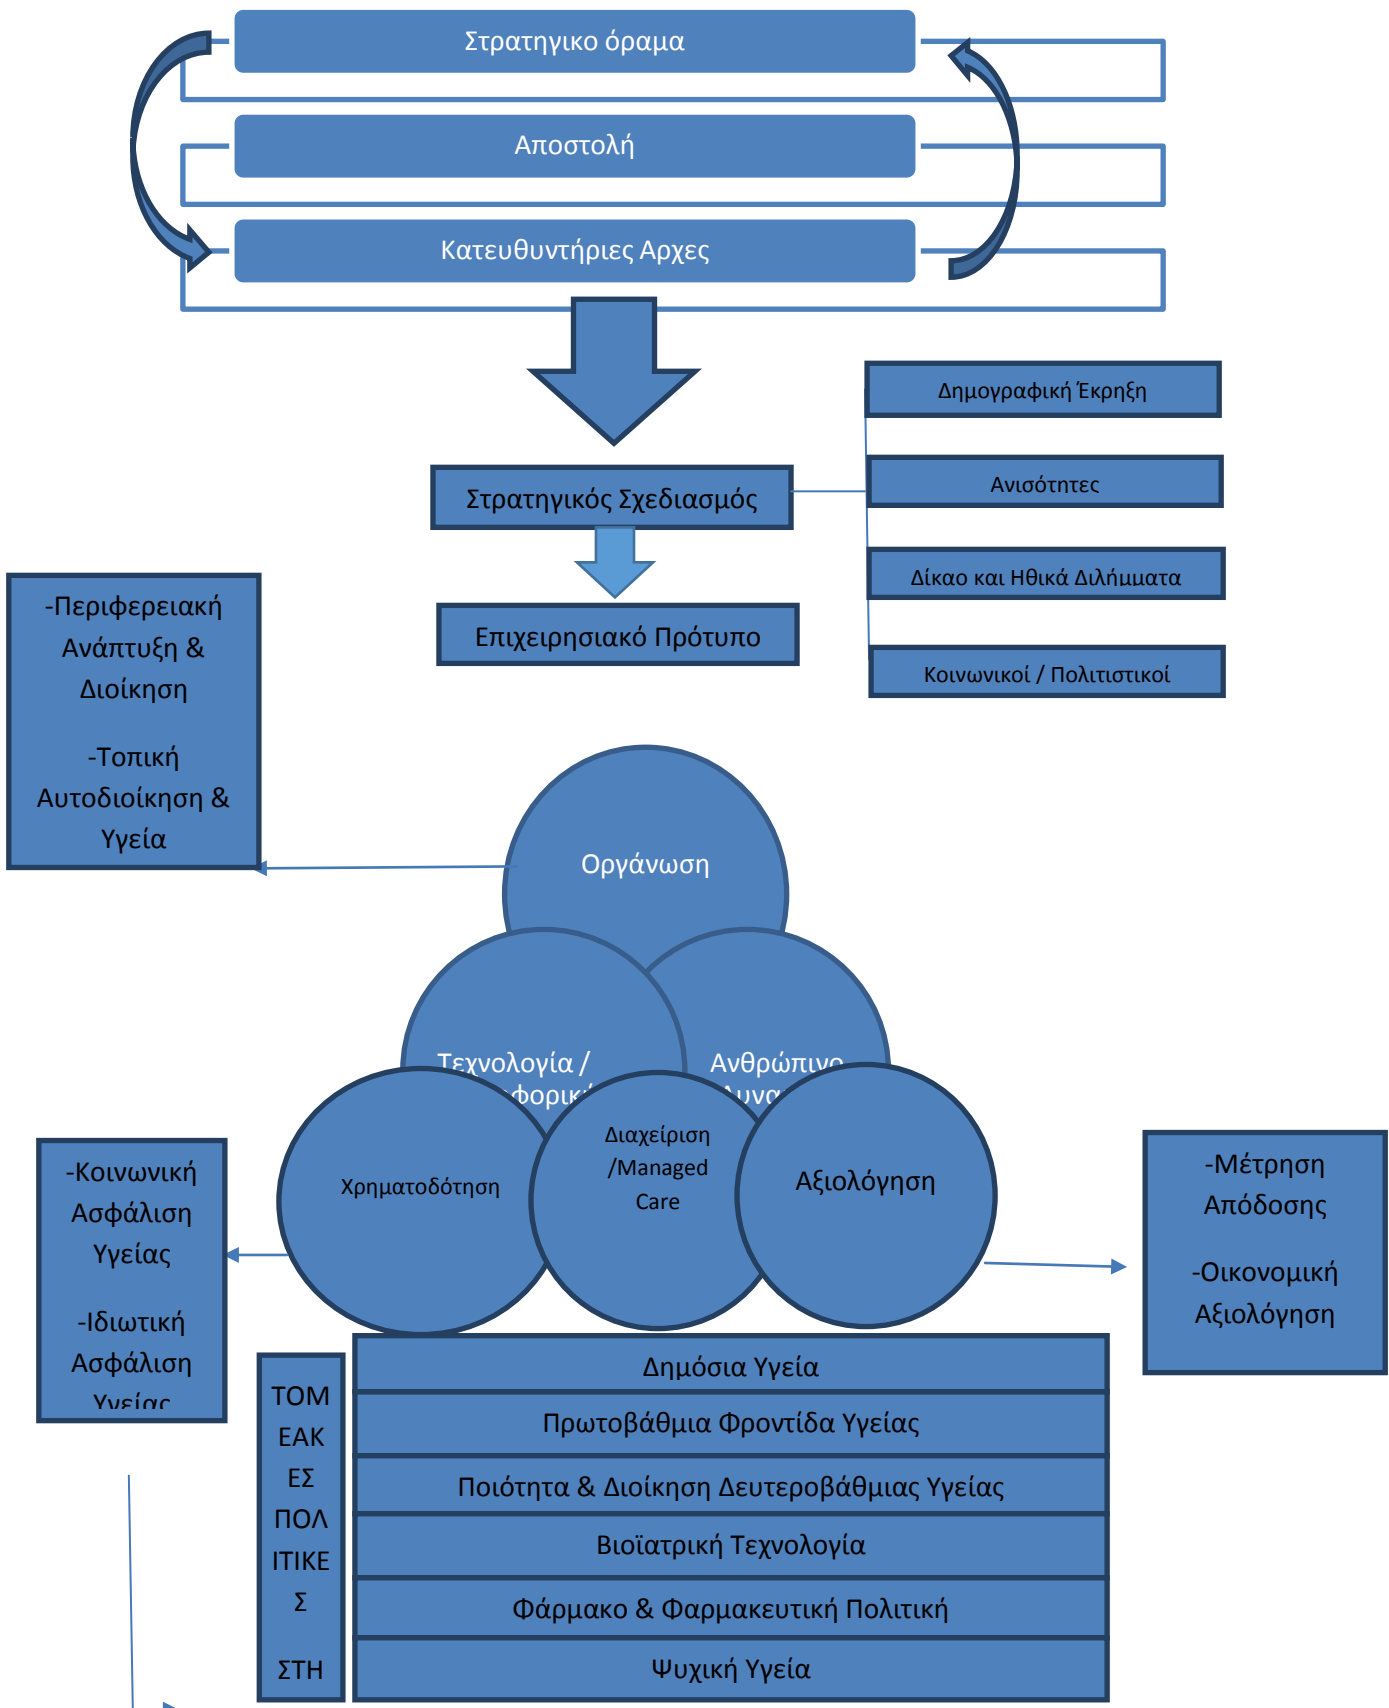 Στρατηγικο όραμα
Αποστολή
Κατευθυντήριες Αρχες
Δημογραφική Έκρηξη
Ανισότητες
Στρατηγικός Σχεδιασμός
Δίκαο και Ηθικά Διλήμματα
Επιχειρησιακό Πρότυπο
Κοινωνικοί / Πολιτιστικοί
-Περιφερειακή
Ανάπτυξη &
Διοίκηση
-Τοπική
Αυτοδιοίκηση &
Υγεία
Οργάνωση
Τεχνολογία /
Ανθρώπινο
Διαχείριση
/Managed
Care
Χρηματοδότηση
Αξιολόγηση
-Κοινωνική
Ασφάλιση
Υγείας
-Ιδιωτική
Ασφάλιση
Υγείας
-Μέτρηση
Απόδοσης
-Οικονομική
Αξιολόγηση
ΤΟΜ
ΕΑΚ
ΕΣ
ΠΟΛ
ΙΤΙΚΕ
Σ
ΣΤΗ
Δημόσια Υγεία
Πρωτοβάθμια Φροντίδα Υγείας
Ποιότητα & Διοίκηση Δευτεροβάθμιας Υγείας
Βιοϊατρική Τεχνολογία
Φάρμακο & Φαρμακευτική Πολιτική
Ψυχική Υγεία